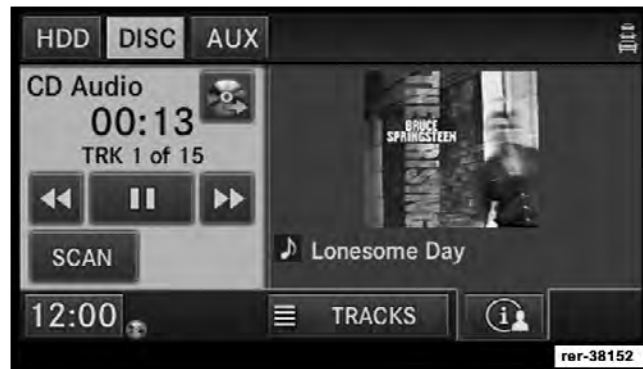 HDD DISC AUX
CD Audio
00:13
TRK 1 of 15
SCAN
THE RISING
BRUCE
SPRINGSTEEN
Lonesome Day
12:00
TRACKS
i
rer-38152